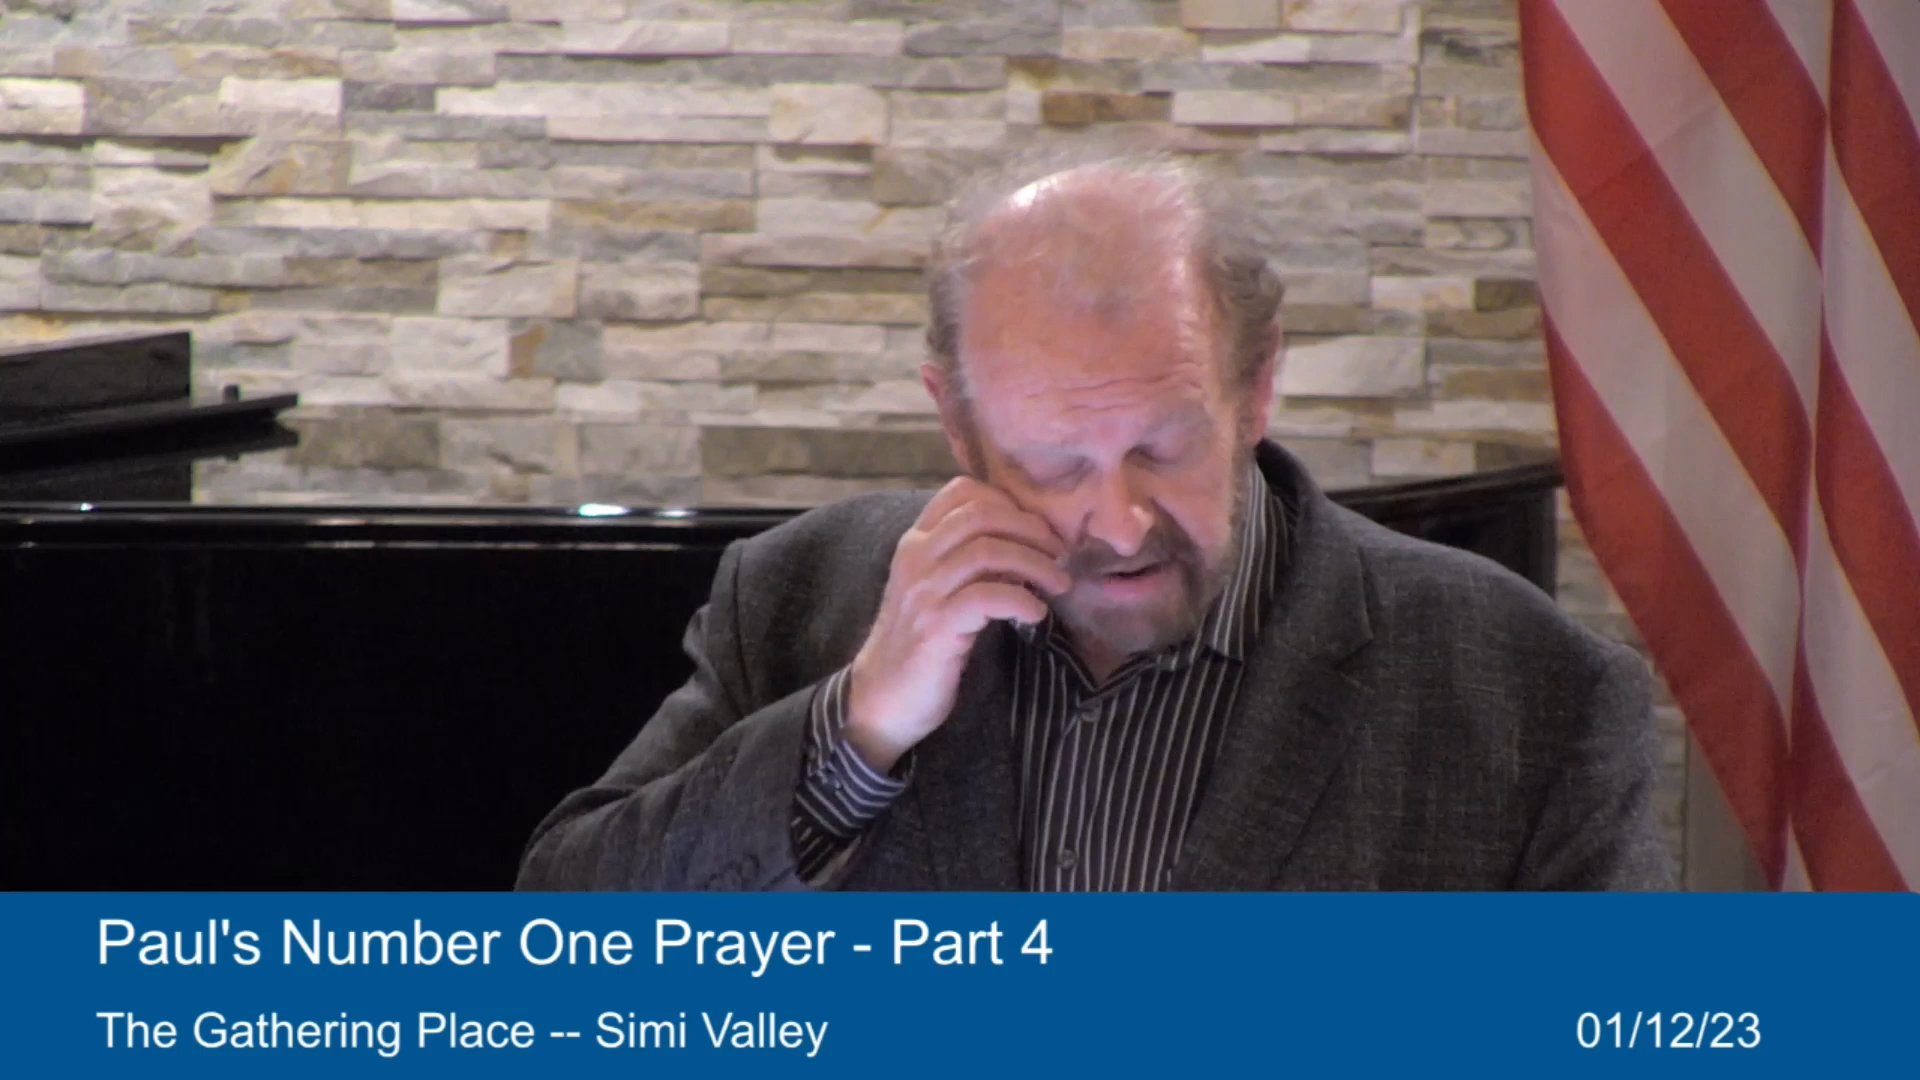 Paul's Number One Prayer - Part 4
The Gathering Place -- Simi Valley
01/12/23